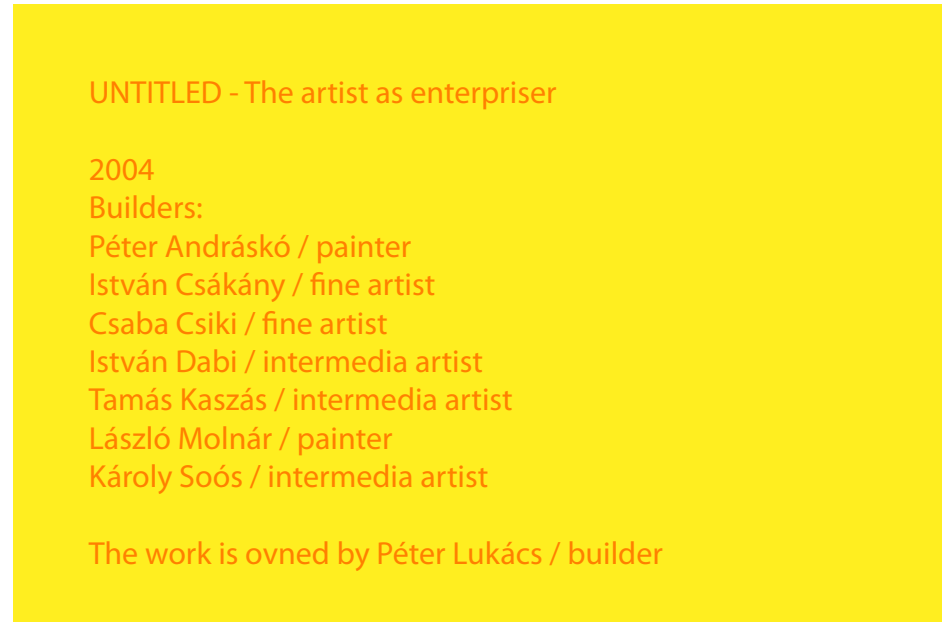 UNTITLED - The artist as enterpriser
2004
Builders:
Péter Andráskó / painter
István Csákány / fine artist
Csaba Csiki / fine artist
István Dabi / intermedia artist
Tamás Kaszás / intermedia artist
László Molnár / painter
Károly Soós / intermedia artist
The work is ovned by Péter Lukács / builder